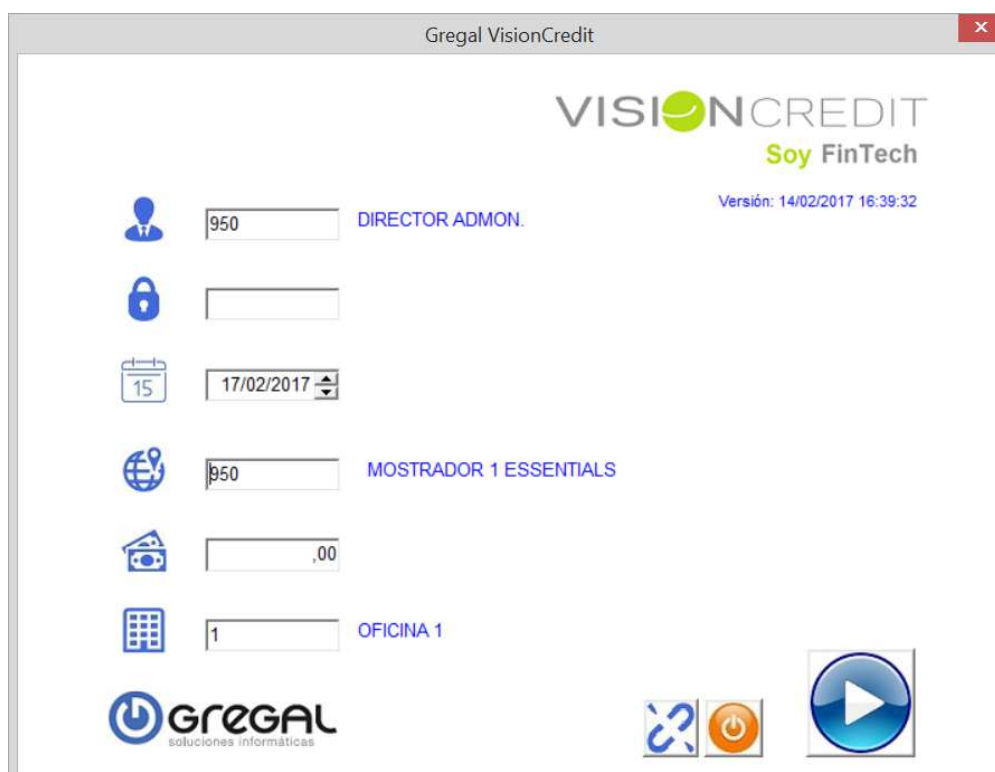 Gregal VisionCredit
VISIONCREDIT
Soy FinTech
Versión: 14/02/2017 16:39:32
950 DIRECTOR ADMON.
15 17/02/2017
950 MOSTRADOR 1 ESSENTIALS
,00
1 OFICINA 1
GREGAL
soluciones informáticas